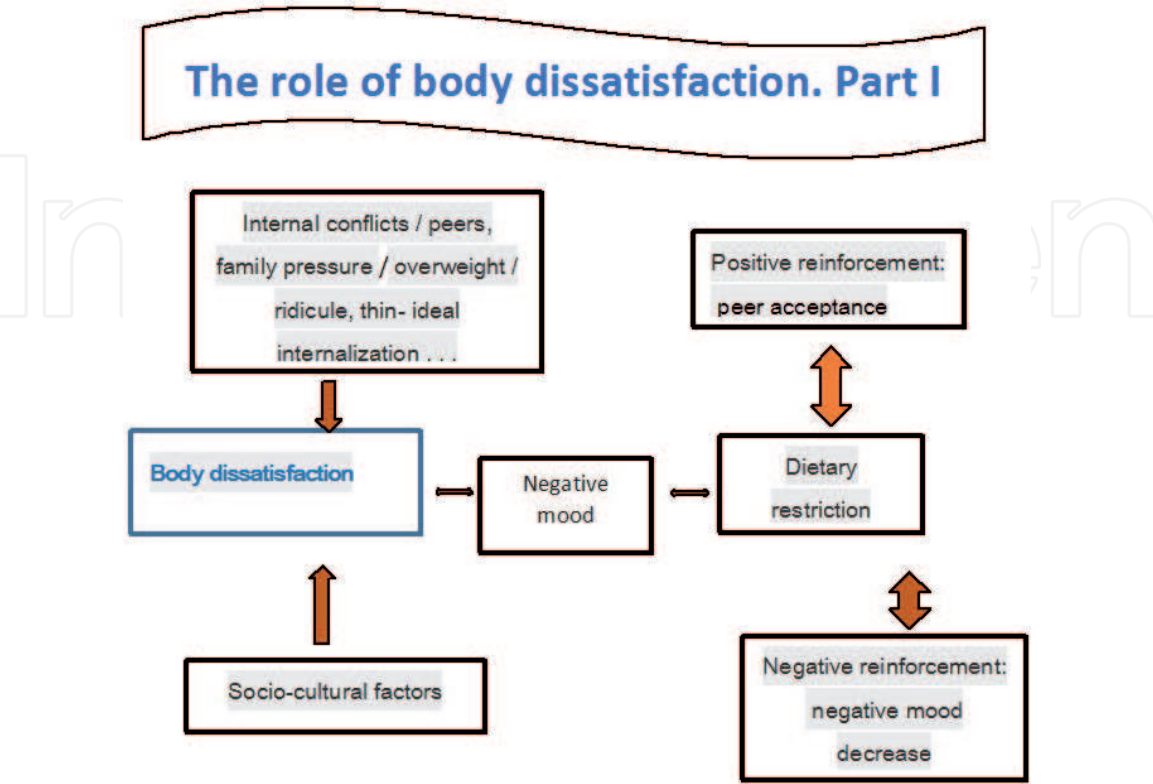 The role of body dissatisfaction. Part I
Internal conflicts / peers,
family pressure / overweight /
ridicule, thin- ideal
internalization . . .
Positive reinforcement:
peer acceptance
Body dissatisfaction
Negative
mood
Dietary
restriction
Socio-cultural factors
Negative reinforcement:
negative mood
decrease